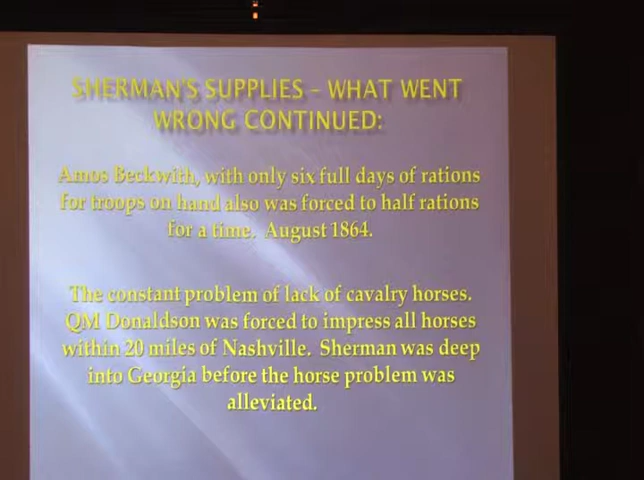 SHERMAN'S SUPPLIES – WHAT WENT
WRONG CONTINUED:
Amos Beckwith, with only six full days of rations
for troops on hand also was forced to half rations
for a time.  August 1864.
The constant problem of lack of cavalry horses.
QM Donaldson was forced to impress all horses
within 20 miles of Nashville.  Sherman was deep
into Georgia before the horse problem was
alleviated.